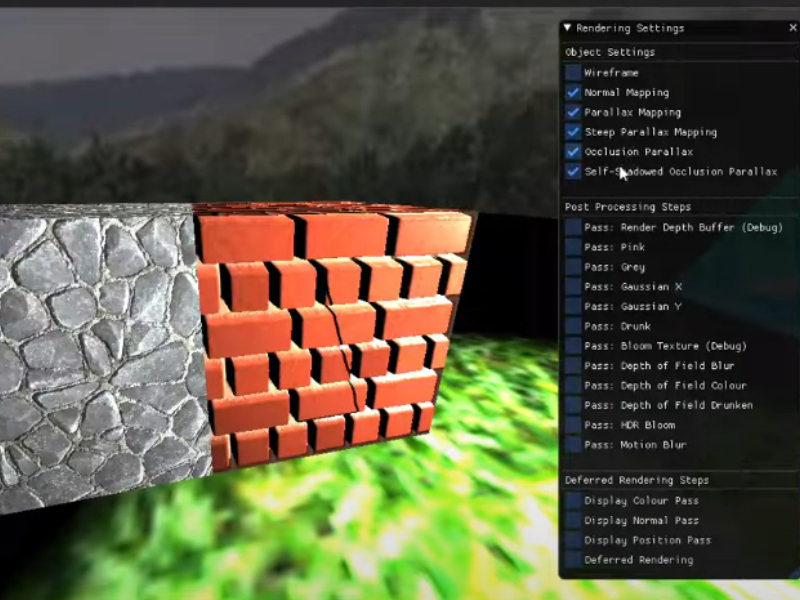 Rendering Settings
Object Settings
Wireframe
Normal Mapping
Parallax Mapping
Steep Parallax Mapping
Occlusion Parallax
Self-Shadowed Occlusion Parallax
Post Processing Steps
Pass: Render Depth Buffer (Debug)
Pass: Pink
Pass: Grey
Pass: Gaussian X
Pass: Gaussian Y
Pass: Drunk
Pass: Bloom Texture (Debug)
Pass: Depth of Field Blur
Pass: Depth of Field Colour
Pass: Depth of Field Drunken
Pass: HDR Bloom
Pass: Motion Blur
Deferred Rendering Steps
Display Colour Pass
Display Normal Pass
Display Position Pass
Deferred Rendering